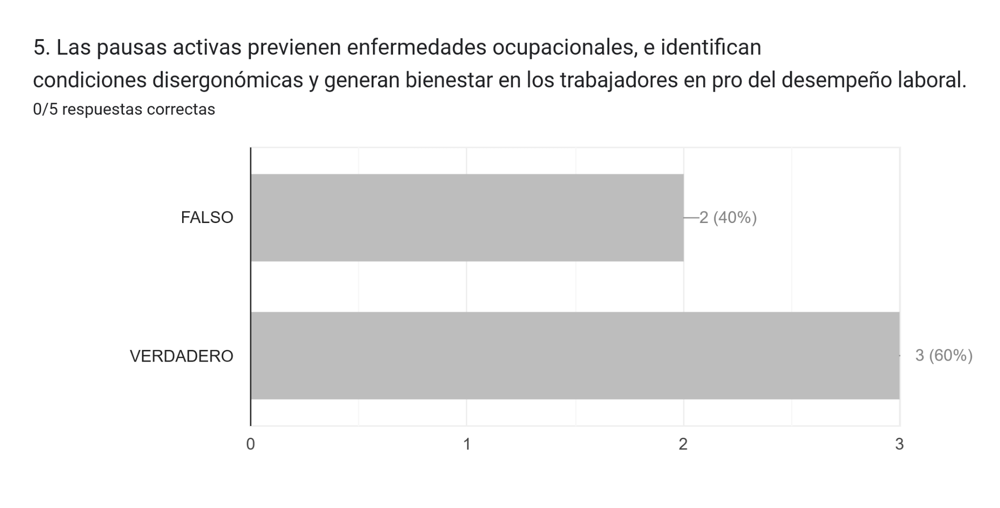 5. Las pausas activas previenen enfermedades ocupacionales, e identifican
condiciones disergonómicas y generan bienestar en los trabajadores en pro del desempeño laboral.
0/5 respuestas correctas
FALSO
2 (40%)
VERDADERO
3 (60%)
0 1 2 3